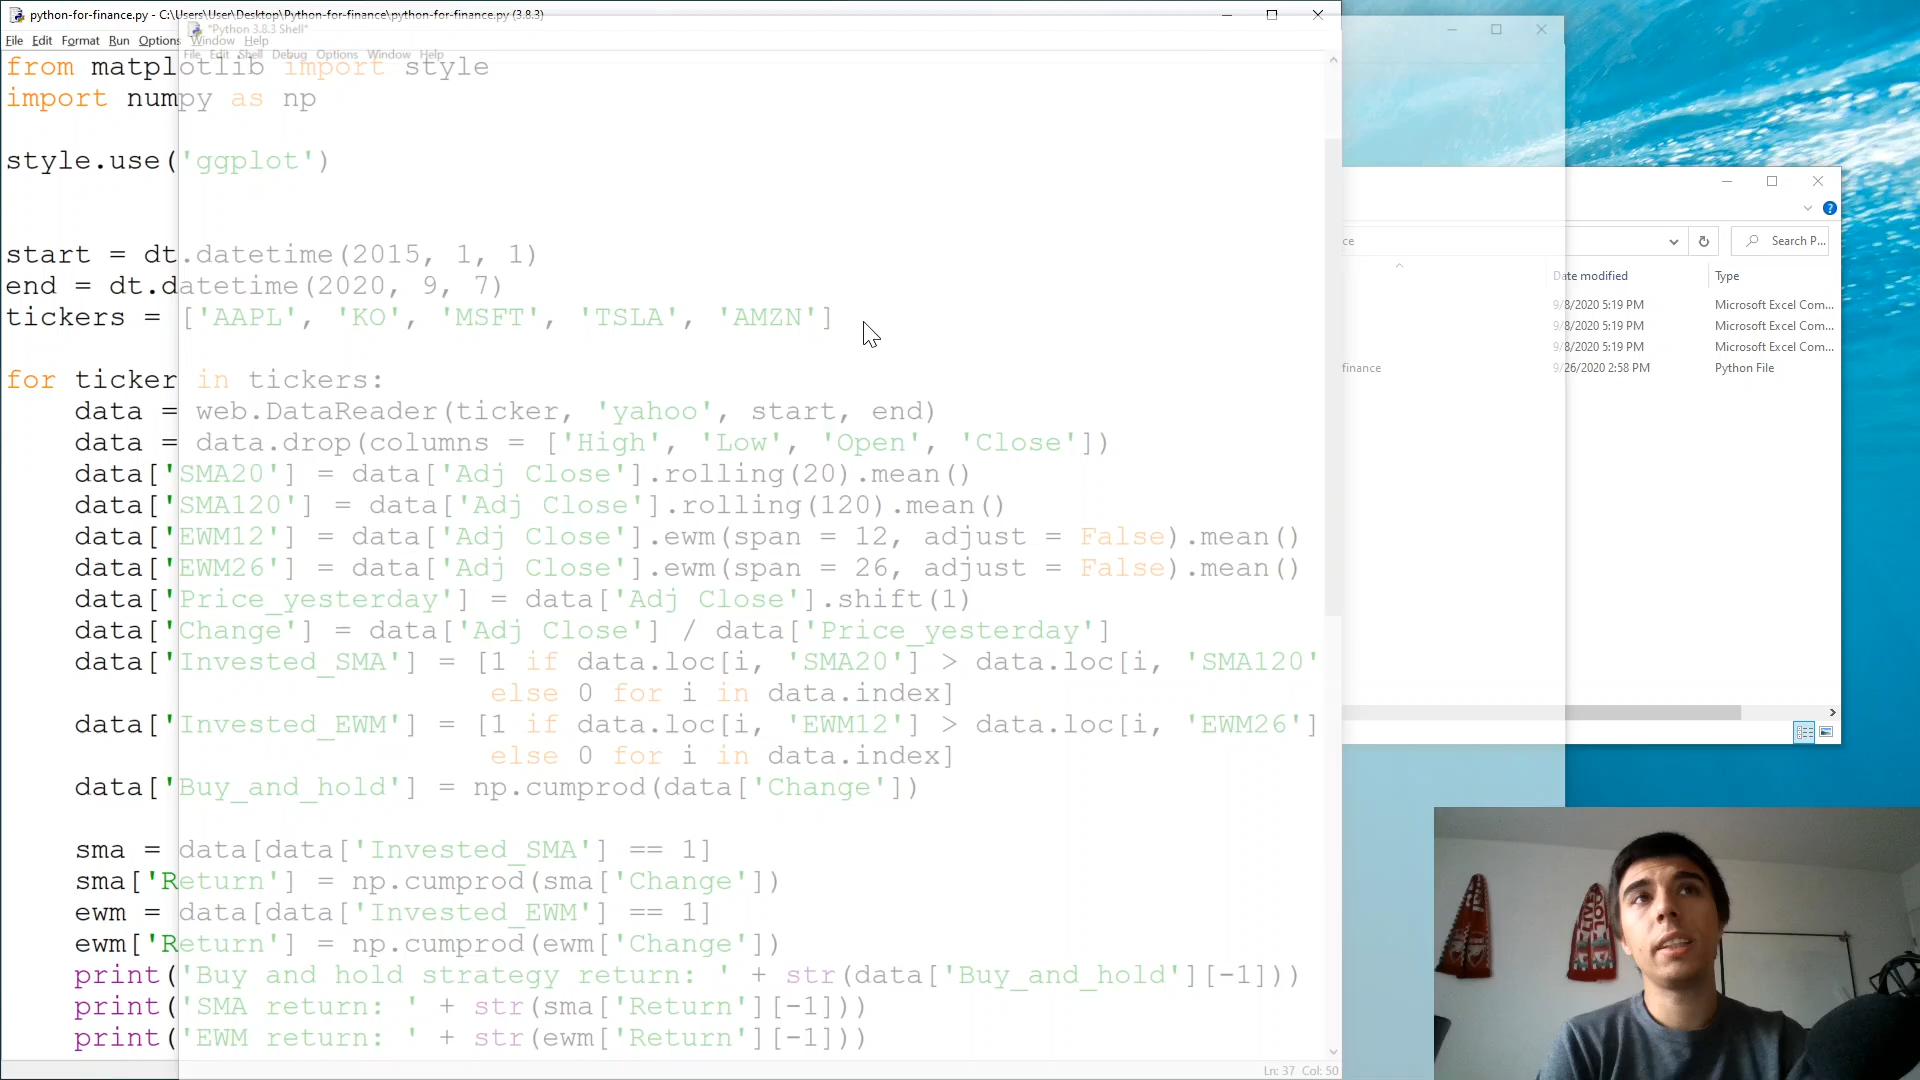 python-for-finance.py - C:\Users\User\Desktop\Python-for-finance\python-for-finance.py (3.8.3)
*Python 3.8.3 Shell*
File Edit Format Run Options Window Help
File Edit Shell Debug Options Window Help
from matplotlib import style
import numpy as np
style.use('ggplot')
start = dt.datetime(2015, 1, 1)
end = dt.datetime(2020, 9, 7)
tickers = ['AAPL', 'KO', 'MSFT', 'TSLA', 'AMZN']
for ticker in tickers:
data = web.DataReader(ticker, 'yahoo', start, end)
data = data.drop(columns = ['High', 'Low', 'Open', 'Close'])
data['SMA20'] = data['Adj Close'].rolling(20).mean()
data['SMA120'] = data['Adj Close'].rolling(120).mean()
data['EWM12'] = data['Adj Close'].ewm(span = 12, adjust = False).mean()
data['EWM26'] = data['Adj Close'].ewm(span = 26, adjust = False).mean()
data['Price_yesterday'] = data['Adj Close'].shift(1)
data['Change'] = data['Adj Close'] / data['Price_yesterday']
data['Invested_SMA'] = [1 if data.loc[i, 'SMA20'] > data.loc[i, 'SMA120'
else 0 for i in data.index]
data['Invested_EWM'] = [1 if data.loc[i, 'EWM12'] > data.loc[i, 'EWM26']
else 0 for i in data.index]
data['Buy_and_hold'] = np.cumprod(data['Change'])
sma = data[data['Invested_SMA'] == 1]
sma['Return'] = np.cumprod(sma['Change'])
ewm = data[data['Invested_EWM'] == 1]
ewm['Return'] = np.cumprod(ewm['Change'])
print('Buy and hold strategy return: ' + str(data['Buy_and_hold'][-1]))
print('SMA return: ' + str(sma['Return'][-1]))
print('EWM return: ' + str(ewm['Return'][-1]))
Ln: 37 Col: 50
ce
Search P...
Date modified Type
9/8/2020 5:19 PM Microsoft Excel Com...
9/8/2020 5:19 PM Microsoft Excel Com...
9/8/2020 5:19 PM Microsoft Excel Com...
finance 9/26/2020 2:58 PM Python File